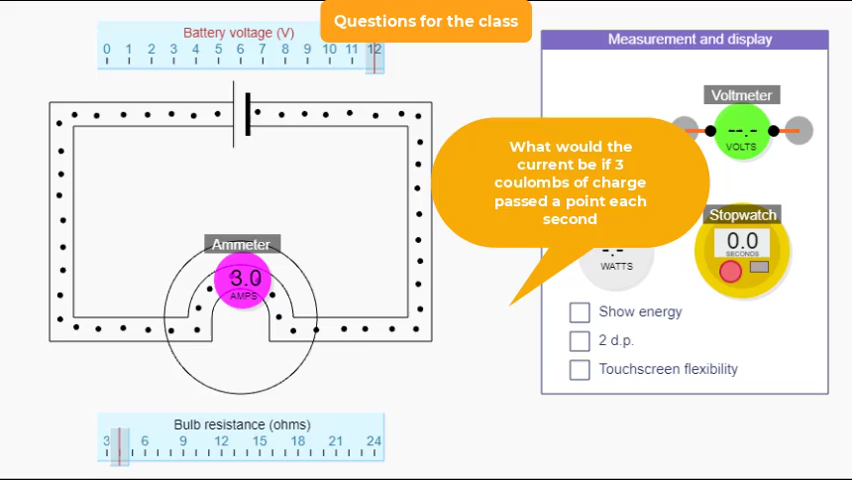 Questions for the class
Battery voltage (V)
0 1 2 3 4 5 6 7 8 9 10 11 12
Measurement and display
Voltmeter
--.-
VOLTS
What would the
current be if 3
coulombs of charge
passed a point each
second
Ammeter
3.0
AMPS
Stopwatch
0.0
SECONDS
-.-
WATTS
Show energy
2 d.p.
Touchscreen flexibility
Bulb resistance (ohms)
3 6 9 12 15 18 21 24